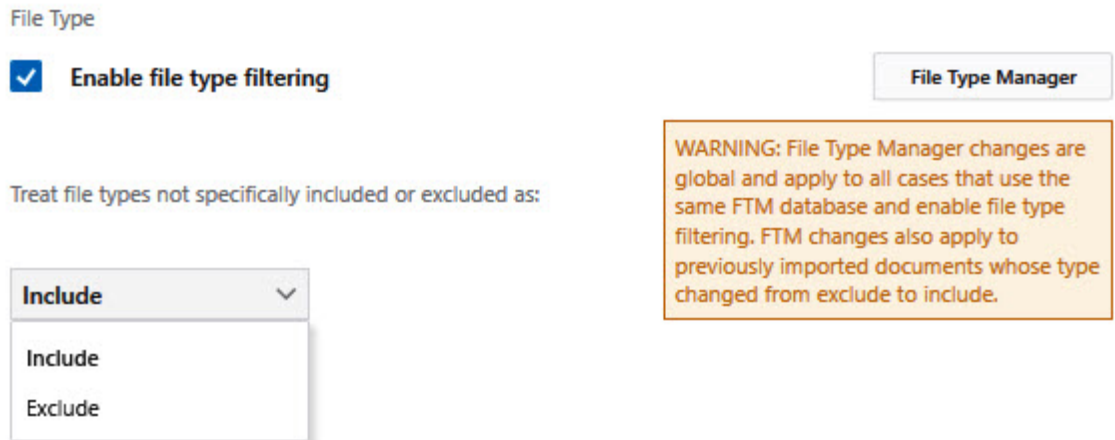 File Type
Enable file type filtering
File Type Manager
WARNING: File Type Manager changes are
global and apply to all cases that use the
same FTM database and enable file type
filtering. FTM changes also apply to
previously imported documents whose type
changed from exclude to include.
Treat file types not specifically included or excluded as:
Include
Include
Exclude